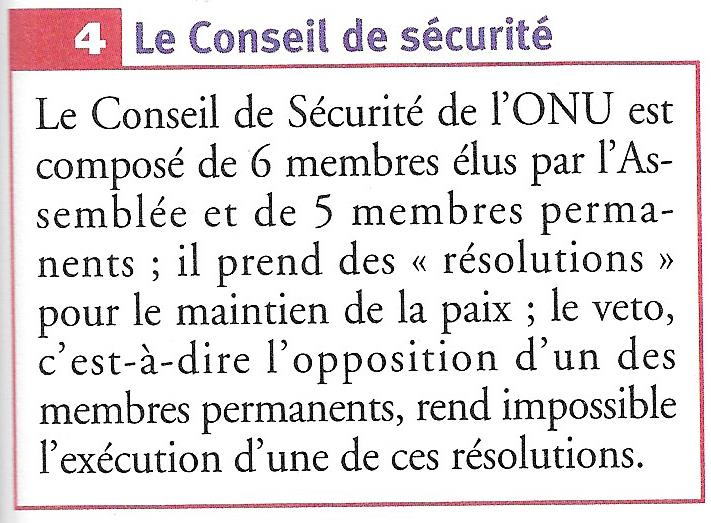 4 Le Conseil de sécurité
Le Conseil de Sécurité de l'ONU est
composé de 6 membres élus par l'As-
semblée et de 5 membres perma-
nents ; il prend des « résolutions »
pour le maintien de la paix ; le veto,
c'est-à-dire l'opposition d'un des
membres permanents, rend impossible
l'exécution d'une de ces résolutions.